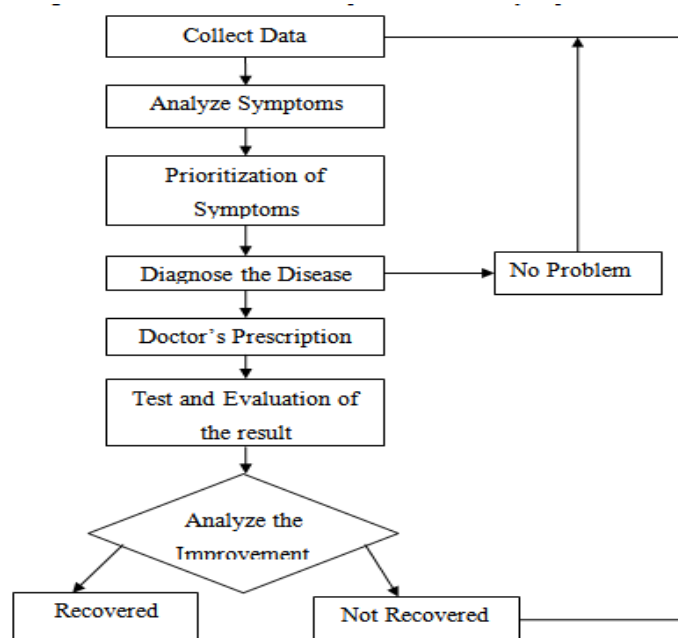 Collect Data
Analyze Symptoms
Prioritization of
Symptoms
Diagnose the Disease
No Problem
Doctor's Prescription
Test and Evaluation of
the result
Analyze the
Improvement
Recovered
Not Recovered